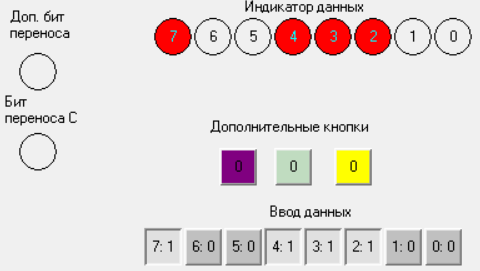 Доп. бит
переноса
Индикатор данных
7 6 5 4 3 2 1 0
Бит
переноса С
Дополнительные кнопки
0 0 0
Ввод данных
7: 1 6: 0 5: 0 4: 1 3: 1 2: 1 1: 0 0: 0